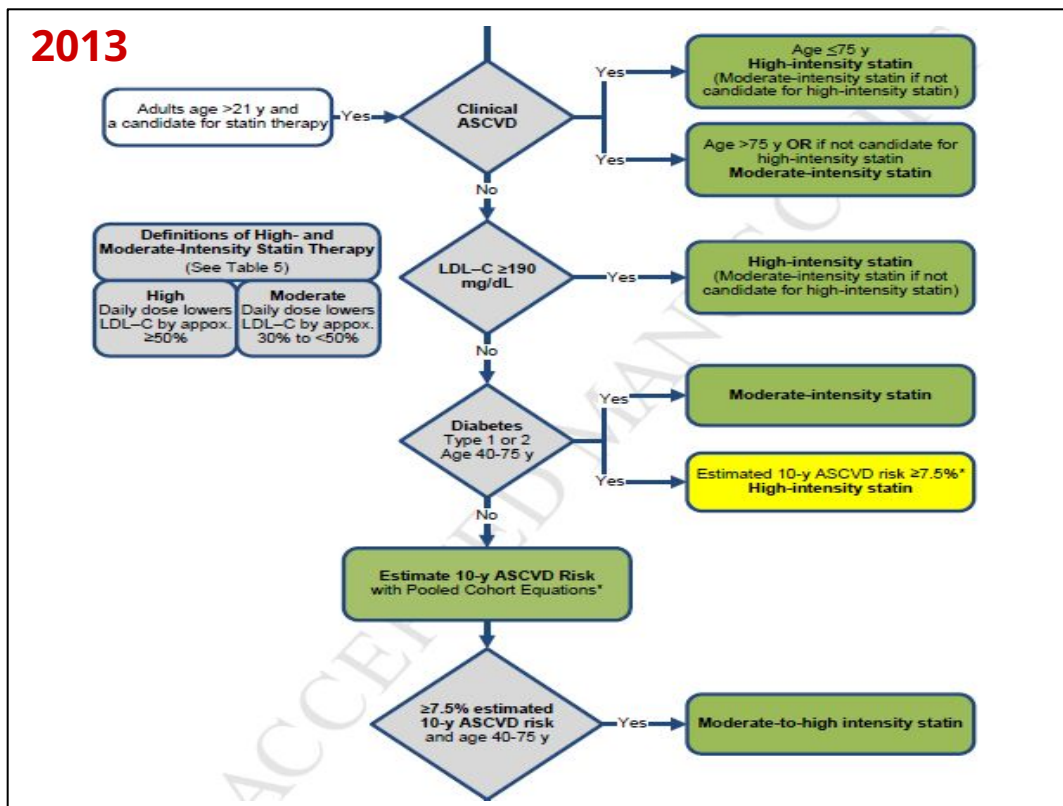 2013
Adults age >21 y and
a candidate for statin therapy
Yes
Clinical
ASCVD
Yes
Age ≤75 y
High-intensity statin
(Moderate-intensity statin if not
candidate for high-intensity statin)
Yes
Age >75 y OR if not candidate for
high-intensity statin
Moderate-intensity statin
No
Definitions of High- and
Moderate-Intensity Statin Therapy
(See Table 5)
High
Daily dose lowers
LDL–C by appox.
≥50%
Moderate
Daily dose lowers
LDL–C by appox.
30% to <50%
LDL–C ≥190
mg/dL
Yes
High-intensity statin
(Moderate-intensity statin if not
candidate for high-intensity statin)
No
Diabetes
Type 1 or 2
Age 40-75 y
Yes
Moderate-intensity statin
Yes
Estimated 10-y ASCVD risk ≥7.5%*
High-intensity statin
No
Estimate 10-y ASCVD Risk
with Pooled Cohort Equations*
≥7.5% estimated
10-y ASCVD risk
and age 40-75 y
Yes
Moderate-to-high intensity statin